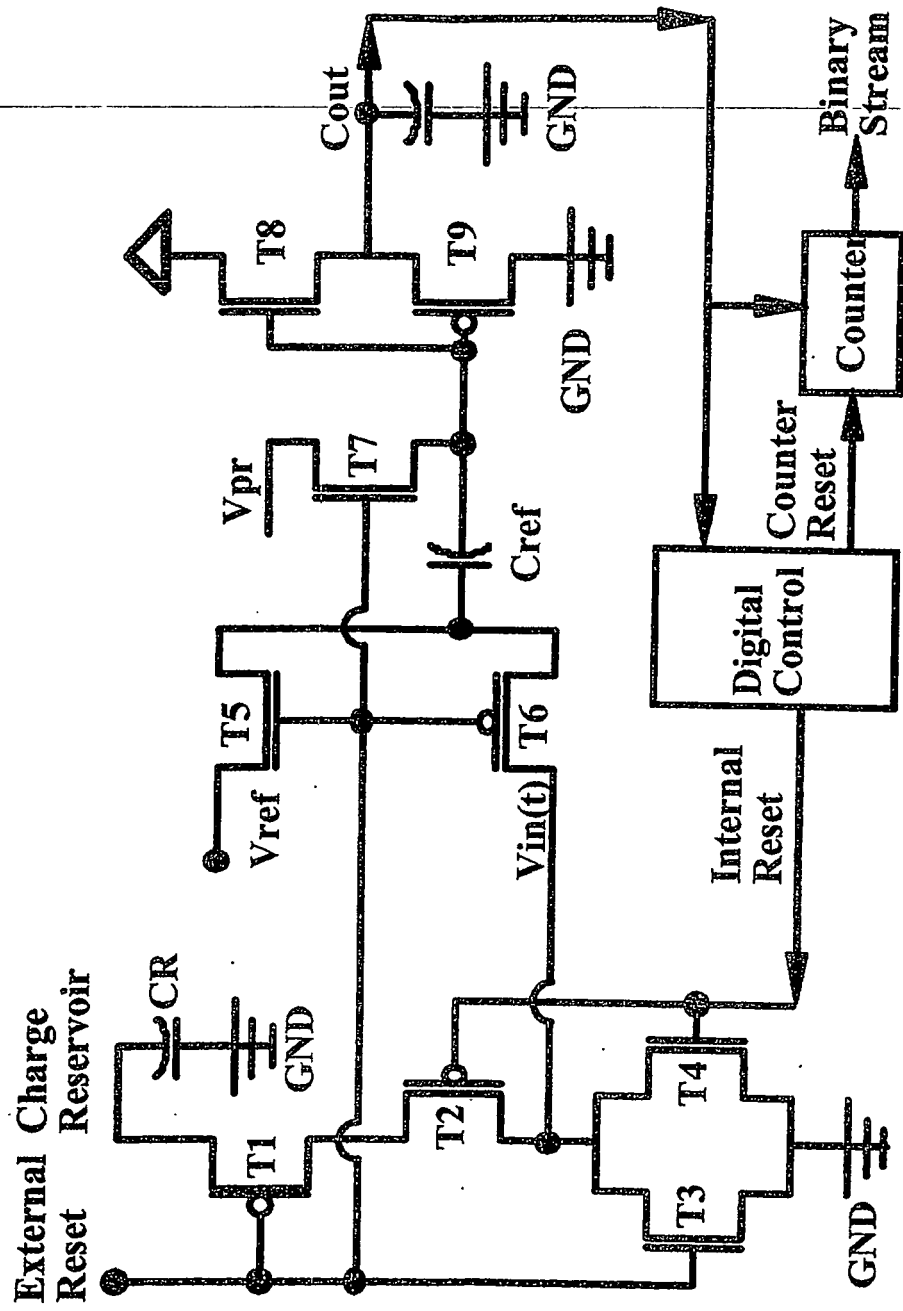 External Charge
Reset Reservoir
CR
GND
T1
T2
T3
T4
GND
Vref
T5
T6
Vin(t)
Vpr
T7
Cref
T8
T9
GND
Cout
GND
Internal
Reset
Digital
Control
Counter
Reset
Counter
Binary
Stream